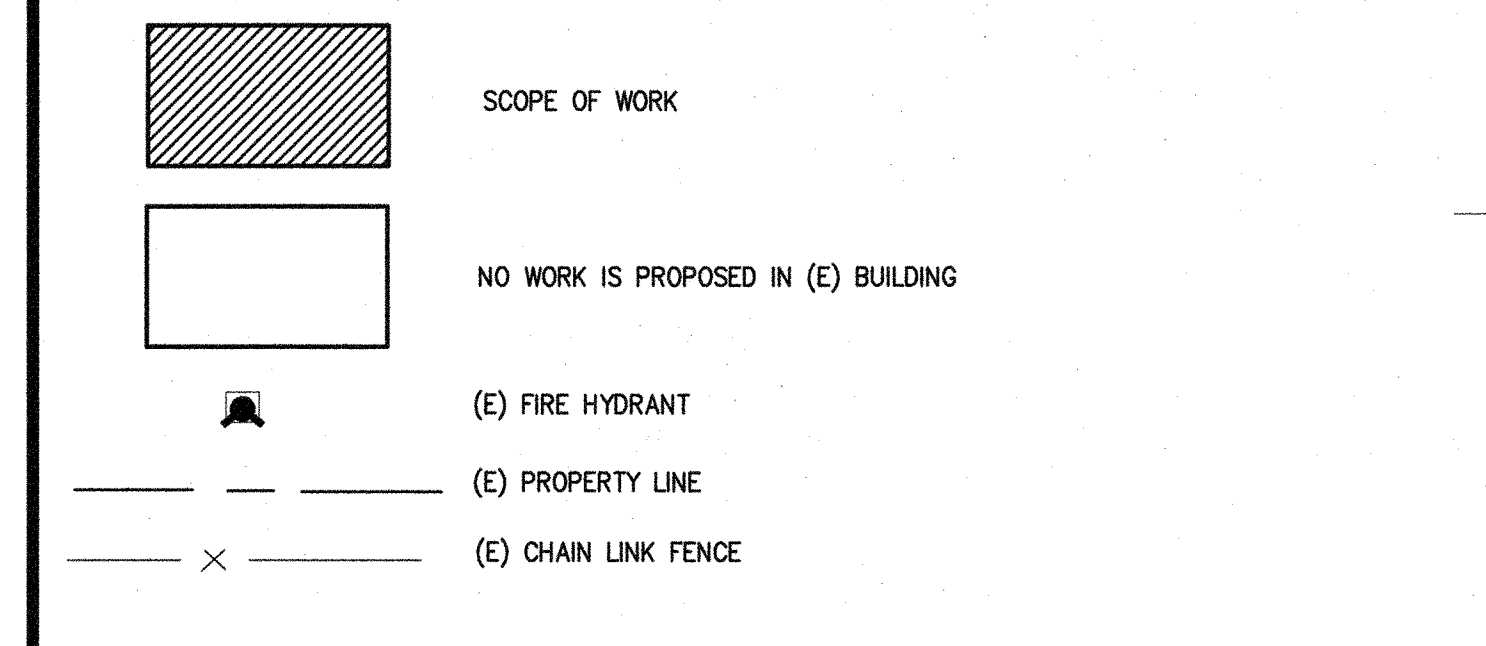 SCOPE OF WORK
NO WORK IS PROPOSED IN (E) BUILDING
(E) FIRE HYDRANT
(E) PROPERTY LINE
(E) CHAIN LINK FENCE